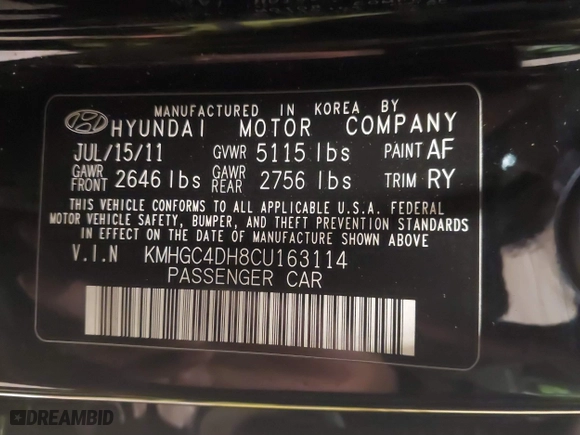 MANUFACTURED IN KOREA BY
HYUNDAI MOTOR COMPANY
JUL/15/11 GVWR 5115 lbs PAINT AF
GAWR FRONT 2646 lbs GAWR REAR 2756 lbs TRIM RY
THIS VEHICLE CONFORMS TO ALL APPLICABLE U.S.A. FEDERAL
MOTOR VEHICLE SAFETY, BUMPER, AND THEFT PREVENTION STANDARDS
IN EFFECT ON THE DATE OF MANUFACTURE SHOWN ABOVE.
V.I.N KMHGC4DH8CU163114
PASSENGER CAR
DREAMBID